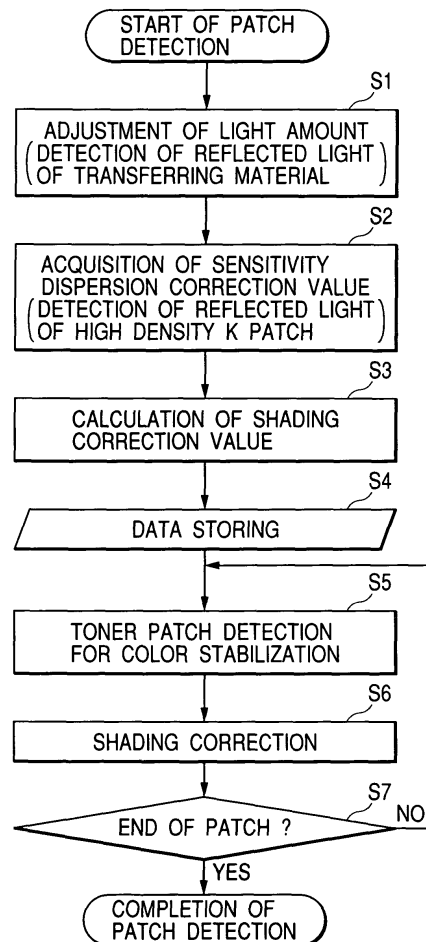 START OF PATCH
DETECTION
S1
ADJUSTMENT OF LIGHT AMOUNT
(DETECTION OF REFLECTED LIGHT
OF TRANSFERRING MATERIAL)
S2
ACQUISITION OF SENSITIVITY
DISPERSION CORRECTION VALUE
(DETECTION OF REFLECTED LIGHT
OF HIGH DENSITY K PATCH)
S3
CALCULATION OF SHADING
CORRECTION VALUE
S4
DATA STORING
S5
TONER PATCH DETECTION
FOR COLOR STABILIZATION
S6
SHADING CORRECTION
S7
END OF PATCH ?
NO
YES
COMPLETION OF
PATCH DETECTION